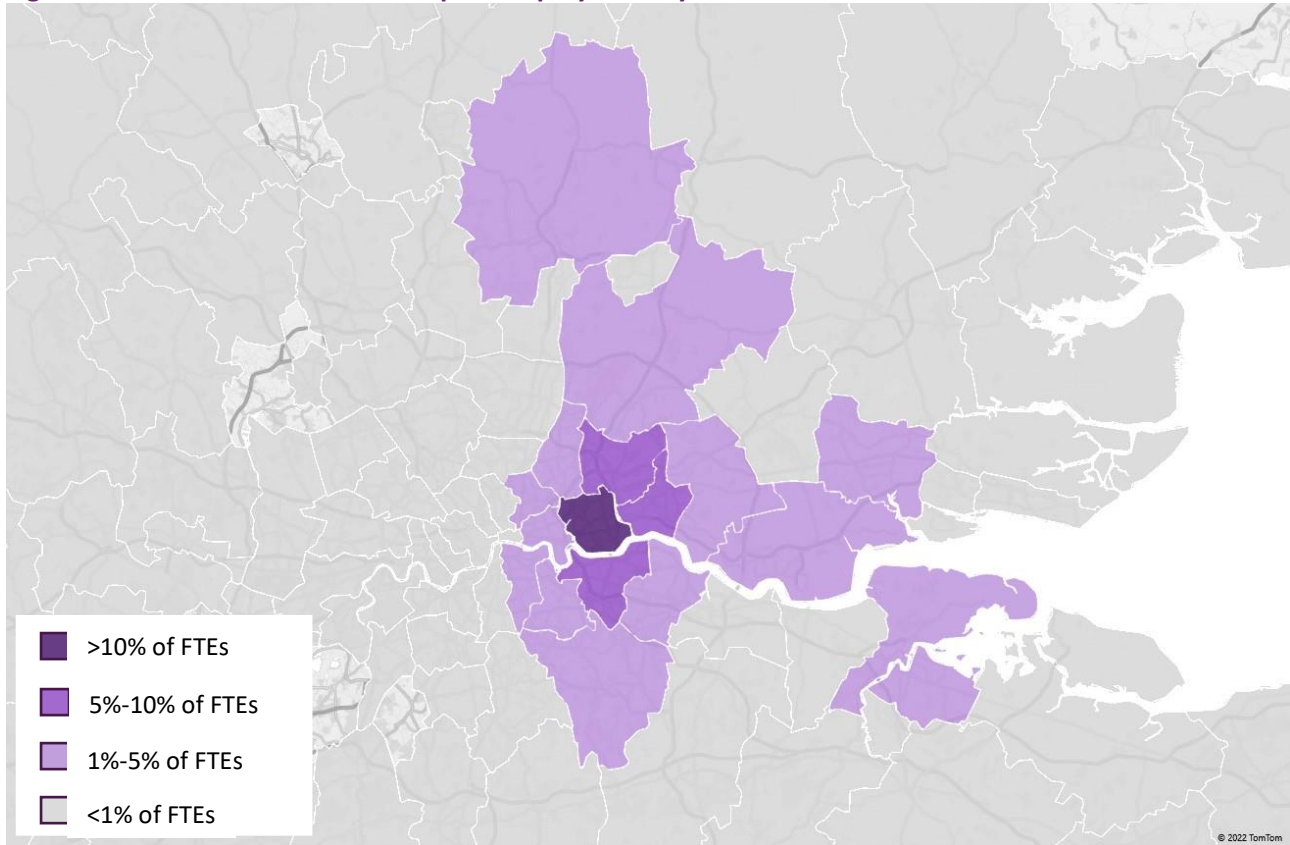 >10% of FTEs
5%-10% of FTEs
1%-5% of FTEs
<1% of FTEs
© 2022 TomTom